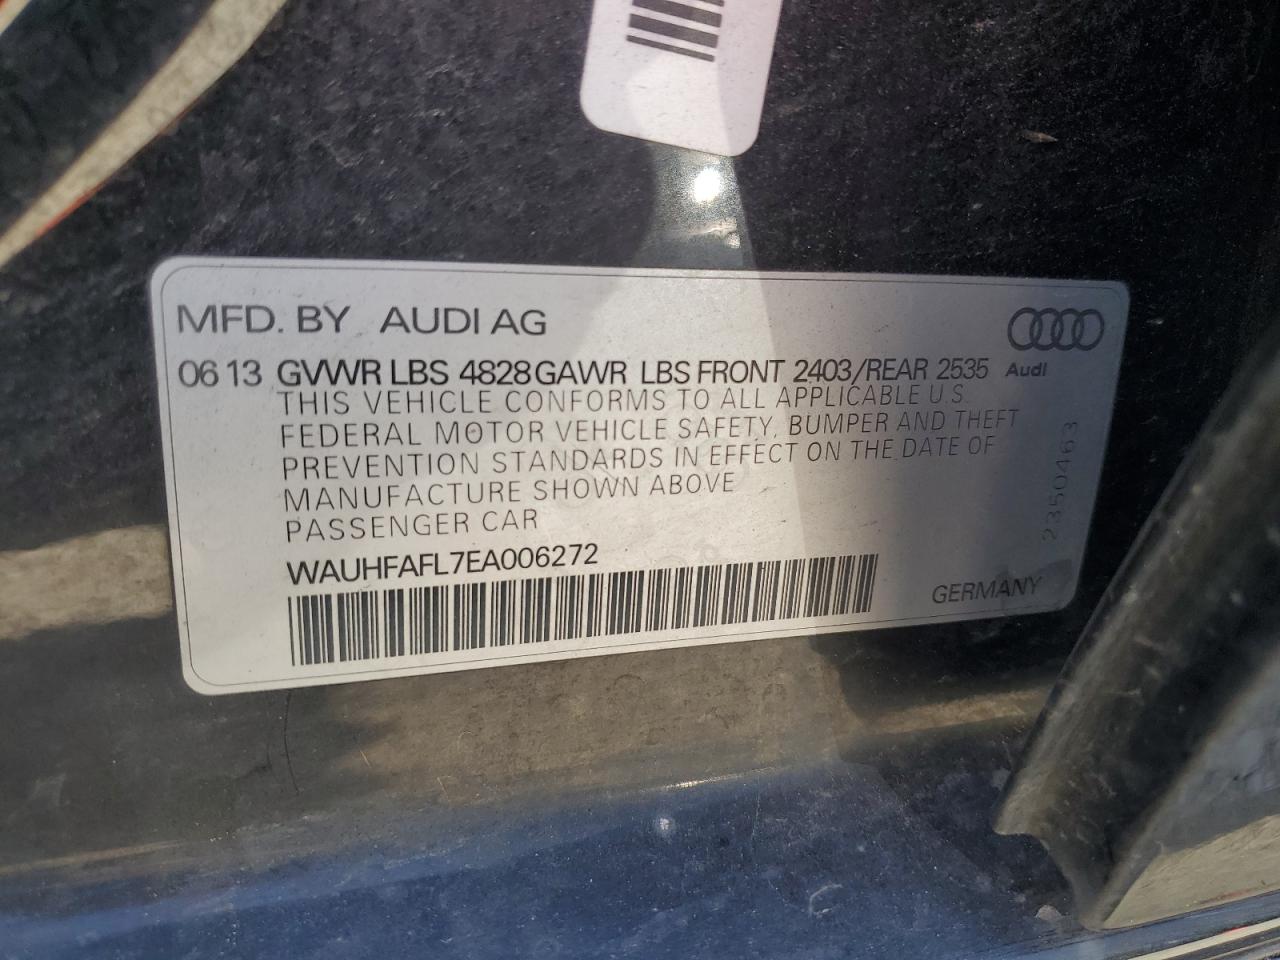 MFD. BY AUDI AG
06 13 GVWR LBS 4828 GAWR LBS FRONT 2403/REAR 2535 Audi
THIS VEHICLE CONFORMS TO ALL APPLICABLE U.S.
FEDERAL MOTOR VEHICLE SAFETY, BUMPER AND THEFT
PREVENTION STANDARDS IN EFFECT ON THE DATE OF
MANUFACTURE SHOWN ABOVE
PASSENGER CAR
WAUHFAFL7EA006272
GERMANY
2350463